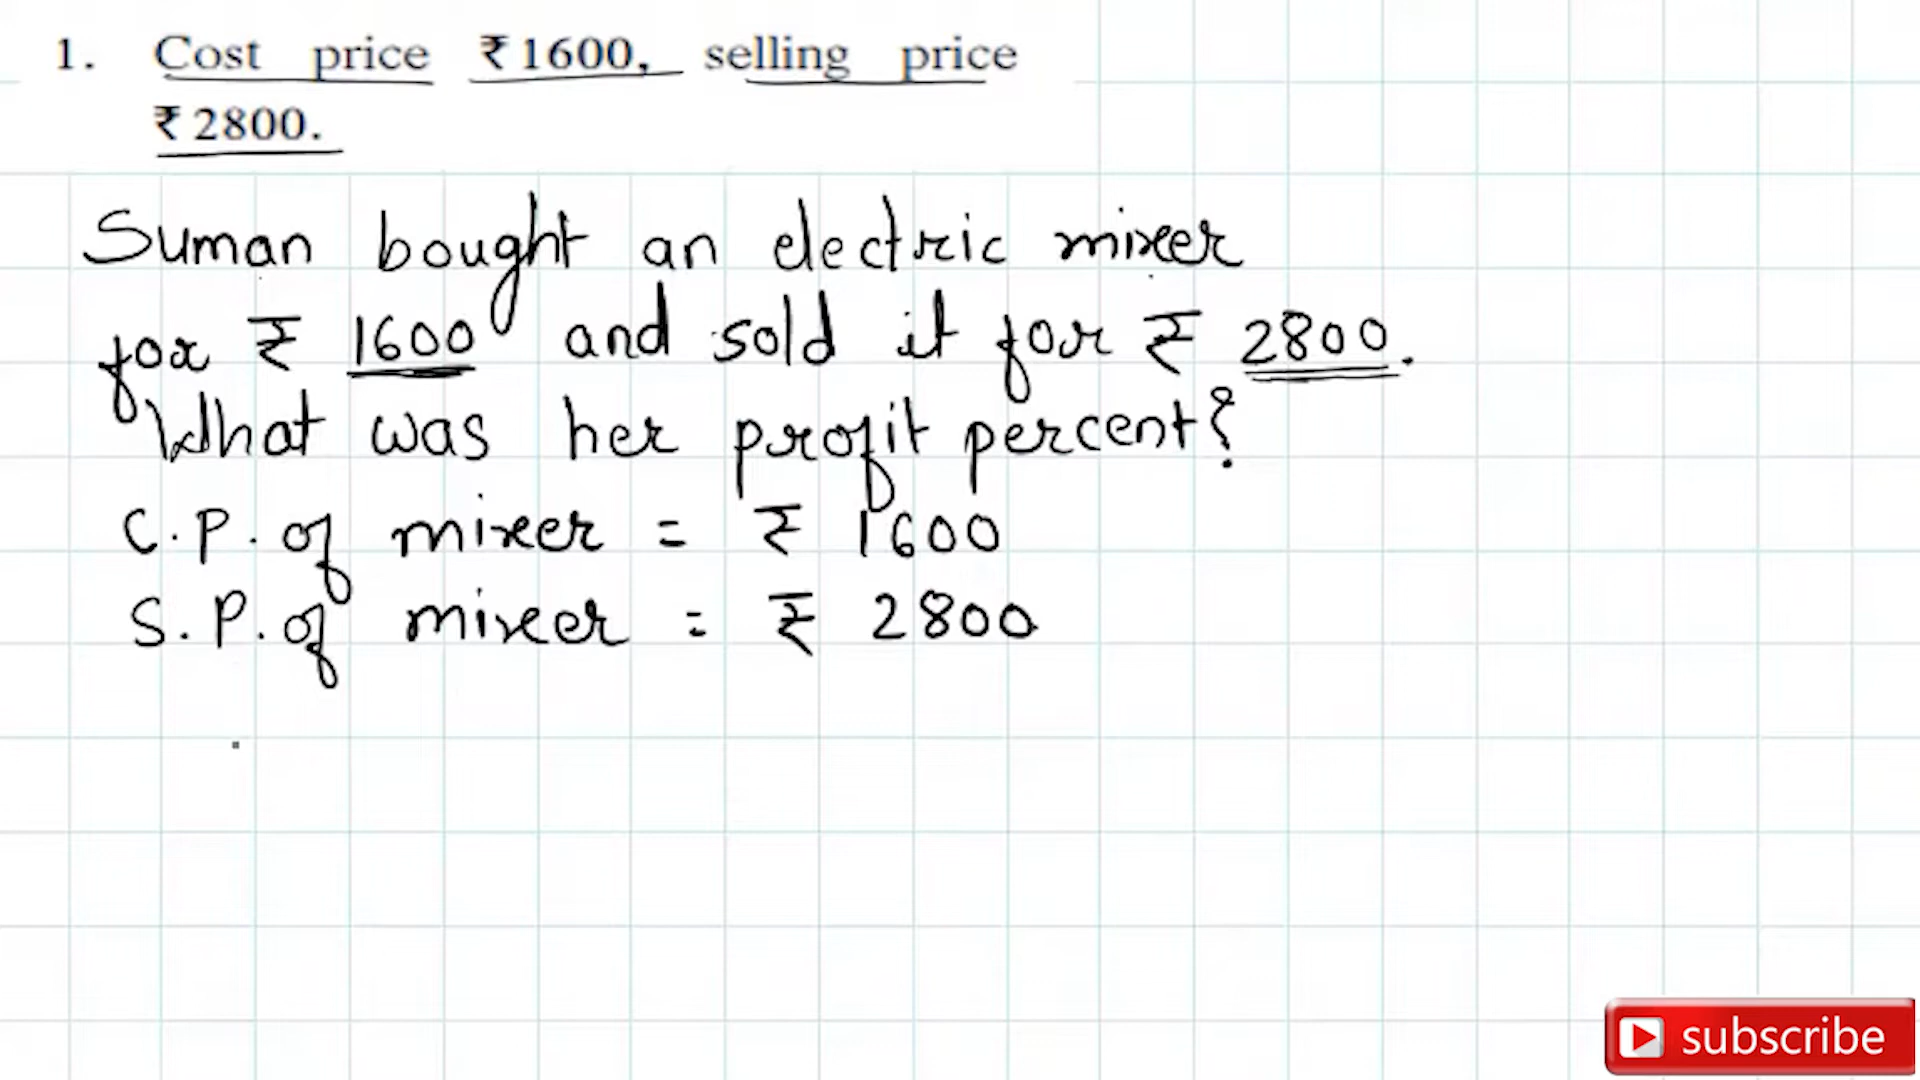 1. Cost price ₹1600, selling price
₹2800.
Suman bought an electric mixer
for ₹ 1600 and sold it for ₹ 2800.
What was her profit percent?
C.P. of mixer = ₹ 1600
S.P. of mixer = ₹ 2800
subscribe